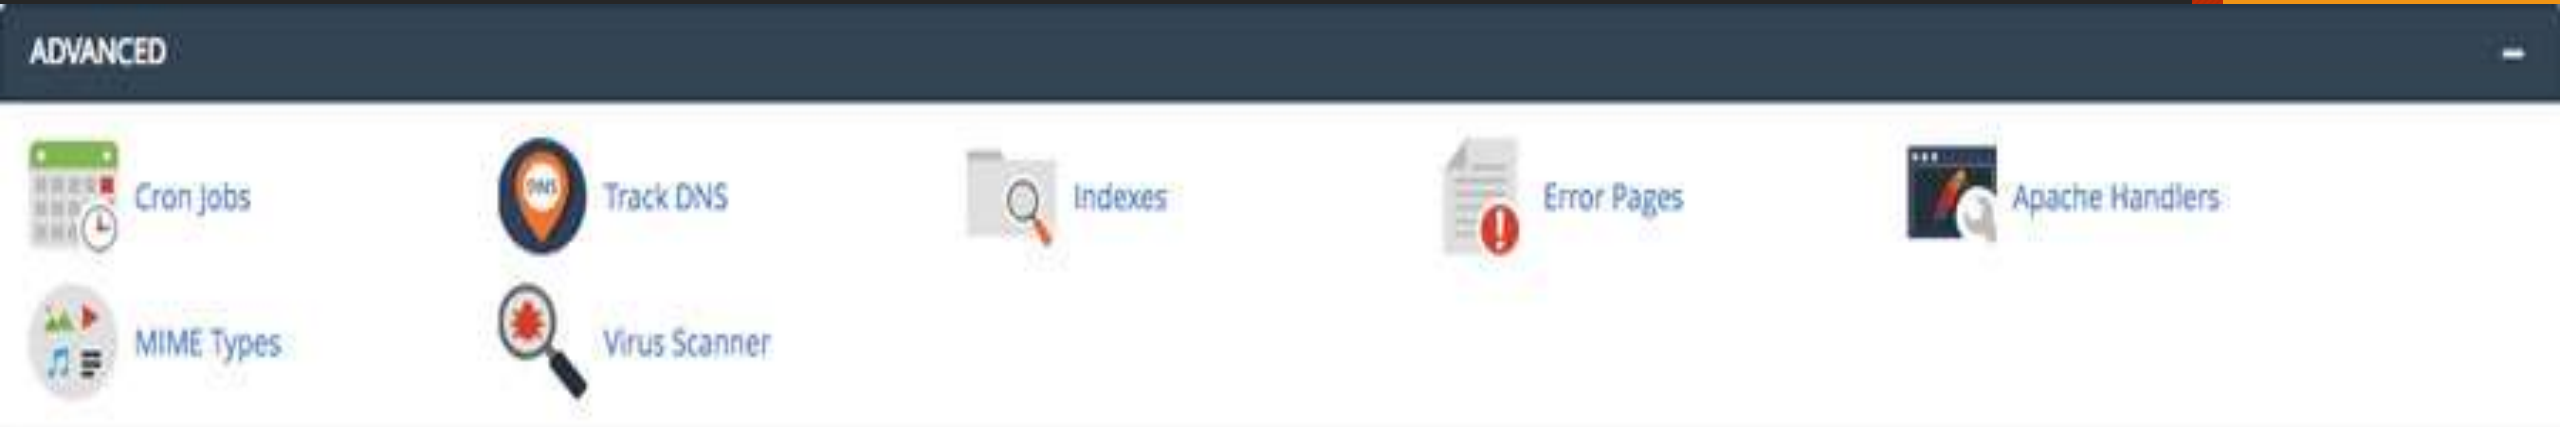 ADVANCED
Cron Jobs
Track DNS
Indexes
Error Pages
Apache Handlers
MIME Types
Virus Scanner